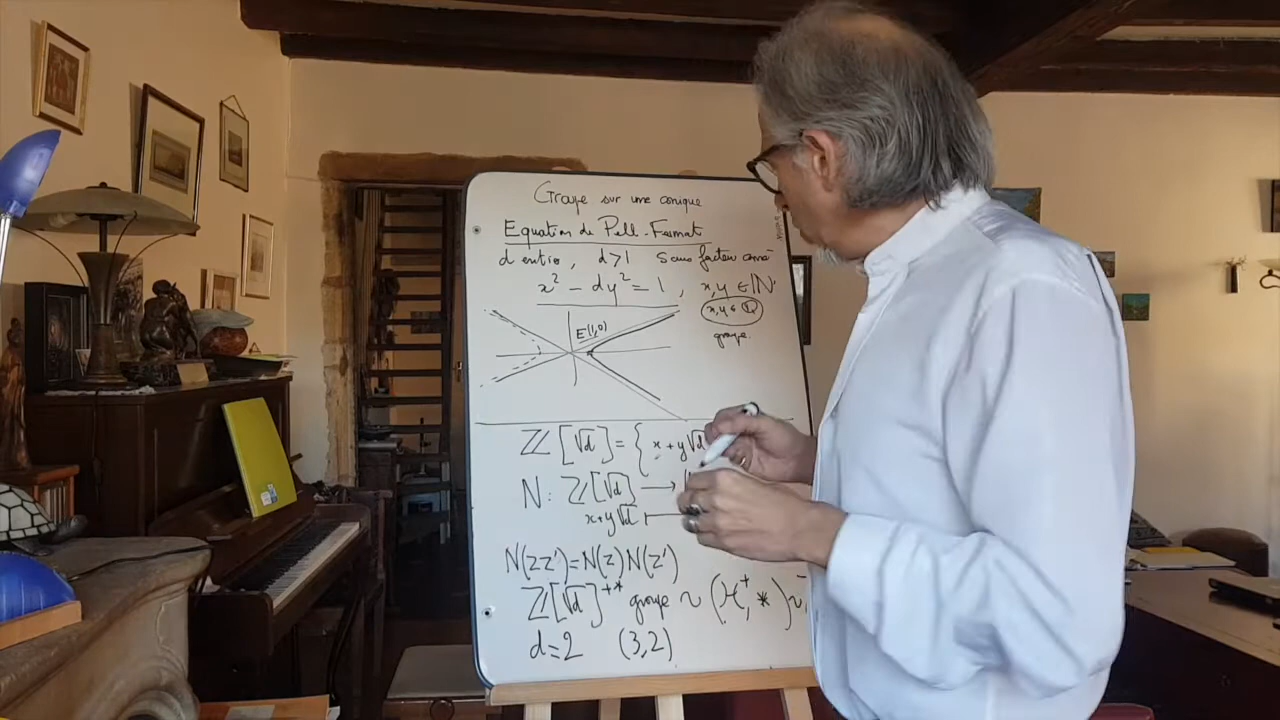 Groupe sur une conique
Equation de Pell-Fermat
d entier, d>1 sans facteur carré
x² - dy² = 1, x, y ∈ ℕ
x, y ∈ ℚ
groupe
E(1,0)
ℤ[√d] = { x+y√d
N: ℤ[√d] →
x+y√d ↦
N(zz')=N(z)N(z')
ℤ[√d]⁺* groupe ~ (ℋ⁺, *) ~
d=2 (3,2)